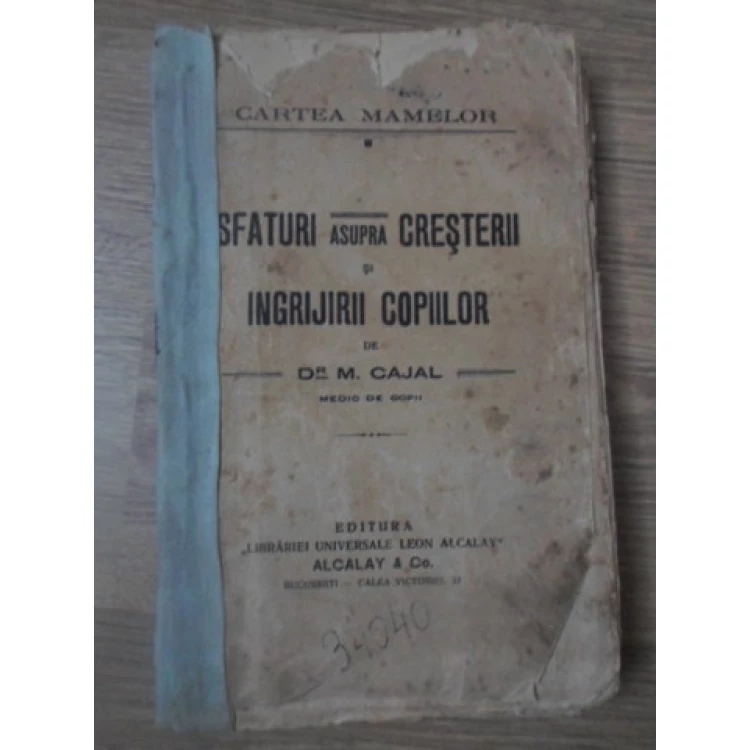 CARTEA MAMELOR
SFATURI ASUPRA CREȘTERII
ȘI
INGRIJIRII COPIILOR
DE
DR M. CAJAL
MEDIC DE COPII
EDITURA
„LIBRĂRIEI UNIVERSALE LEON ALCALAY"
ALCALAY & Co.
BUCUREȘTI — CALEA VICTORIEI,
34040